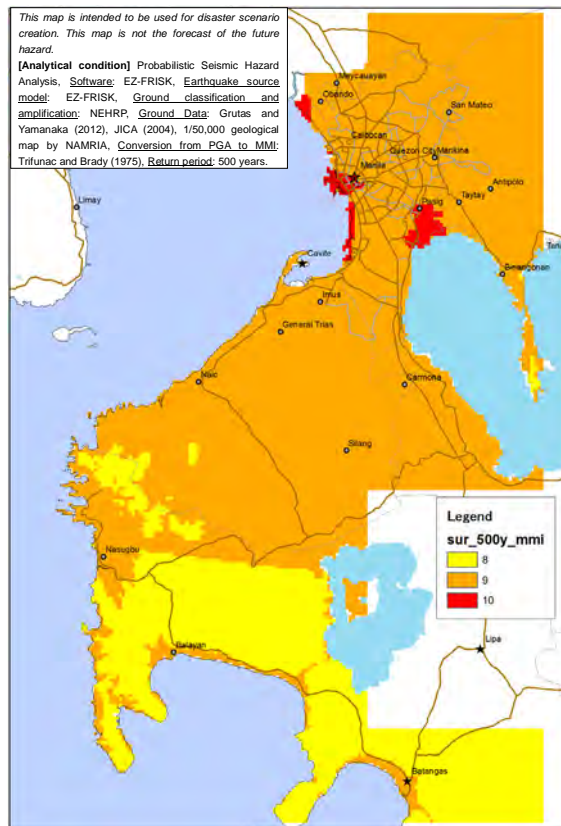 This map is intended to be used for disaster scenario
creation. This map is not the forecast of the future
hazard.
[Analytical condition] Probabilistic Seismic Hazard
Analysis, Software: EZ-FRISK, Earthquake source
model: EZ-FRISK, Ground classification and
amplification: NEHRP, Ground Data: Grutas and
Yamanaka (2012), JICA (2004), 1/50,000 geological
map by NAMRIA, Conversion from PGA to MMI:
Trifunac and Brady (1975), Return period: 500 years.
Meycauayan
Obando
San Mateo
Caloocan
Quezon City
Marikina
Manila
Antipolo
Limay
Pasig
Taytay
Cavite
Binangonan
Imus
General Trias
Naic
Carmona
Silang
Legend
sur_500y_mmi
8
9
10
Nasugbu
Lipa
Balayan
Batangas